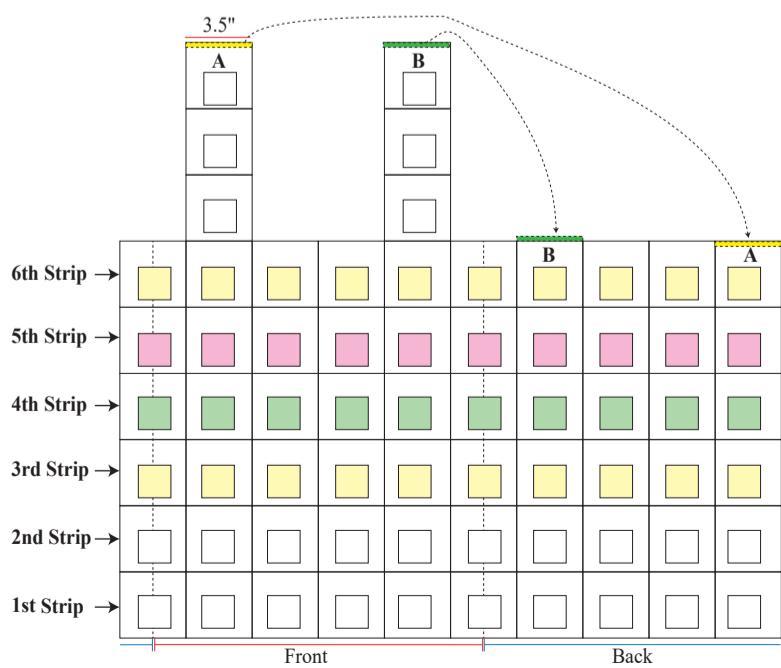 3.5"
A
B
6th Strip
B
A
5th Strip
4th Strip
3rd Strip
2nd Strip
1st Strip
Front
Back